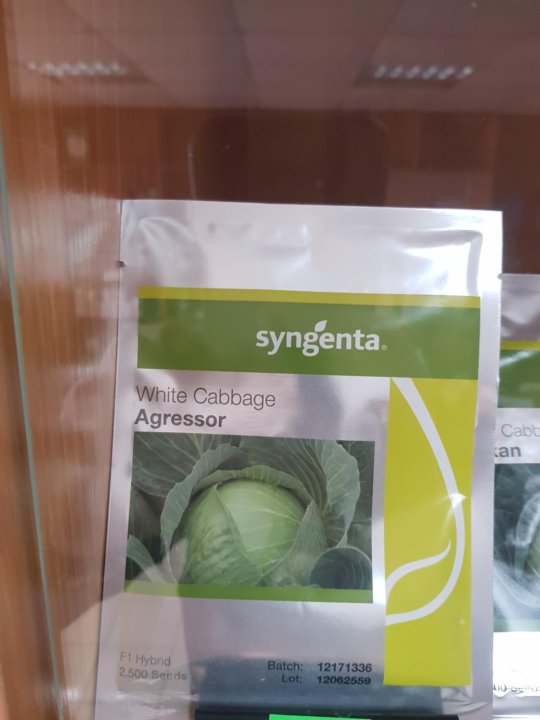 syngenta®
White Cabbage
Agressor
F1 Hybrid
2.500 Seeds
Batch: 12171336
Lot: 12062559